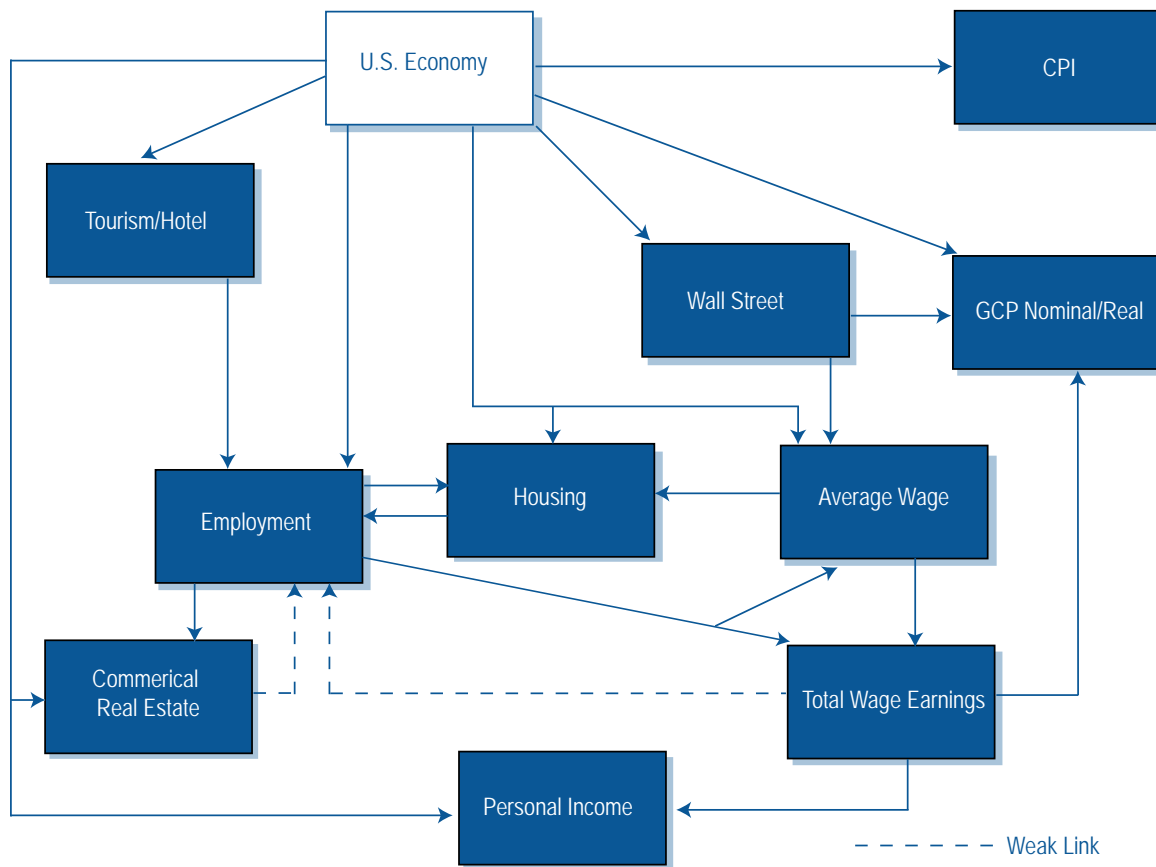 U.S. Economy
CPI
Tourism/Hotel
Wall Street
GCP Nominal/Real
Employment
Housing
Average Wage
Commerical
Real Estate
Total Wage Earnings
Personal Income
Weak Link